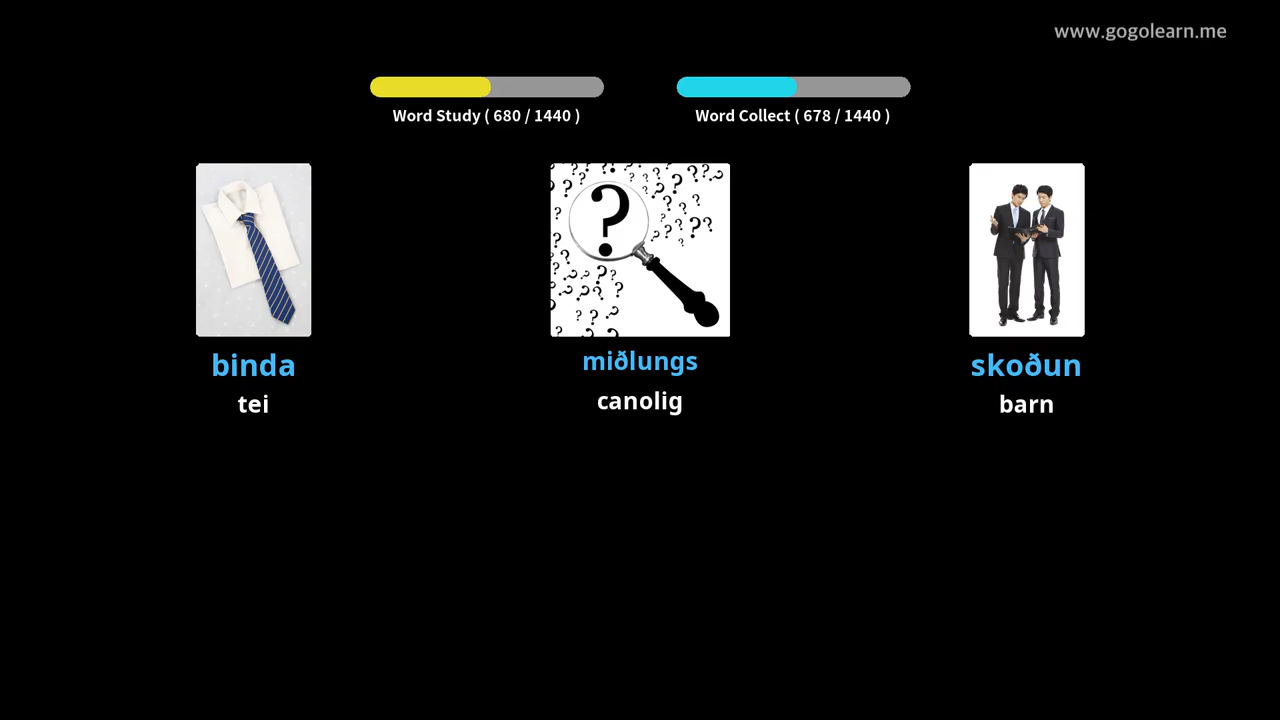 www.gogolearn.me
Word Study ( 680 / 1440 )
Word Collect ( 678 / 1440 )
binda
miðlungs
skoðun
tei
canolig
barn